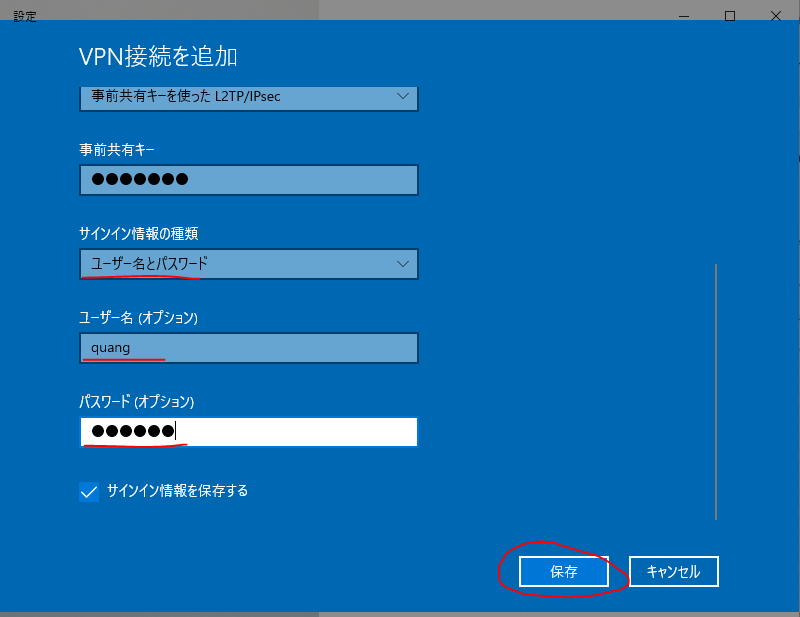 設定
VPN接続を追加
事前共有キーを使った L2TP/IPsec
事前共有キー
●●●●●●●
サインイン情報の種類
ユーザー名とパスワード
ユーザー名 (オプション)
quang
パスワード (オプション)
●●●●●●
サインイン情報を保存する
保存
キャンセル